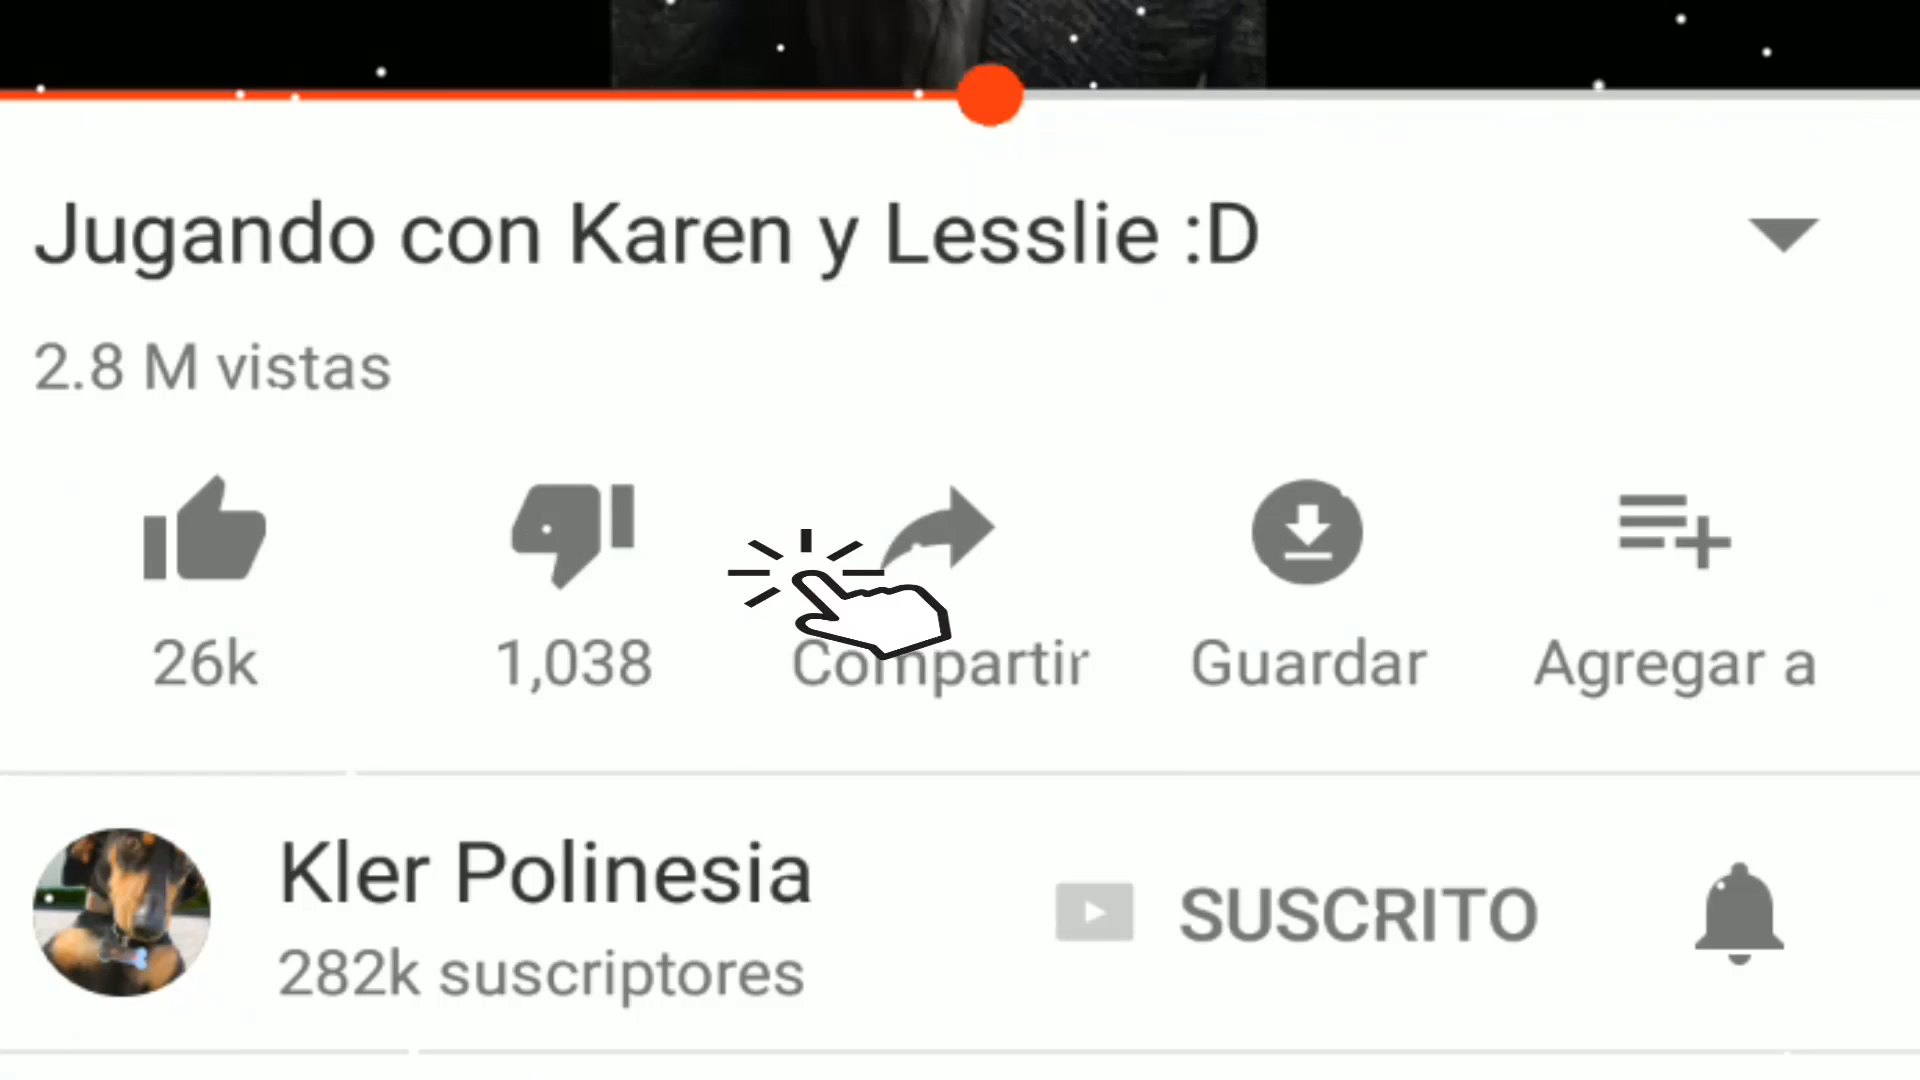 Jugando con Karen y Lesslie :D
2.8 M vistas
26k
1,038
Compartir
Guardar
Agregar a
Kler Polinesia
SUSCRITO
282k suscriptores